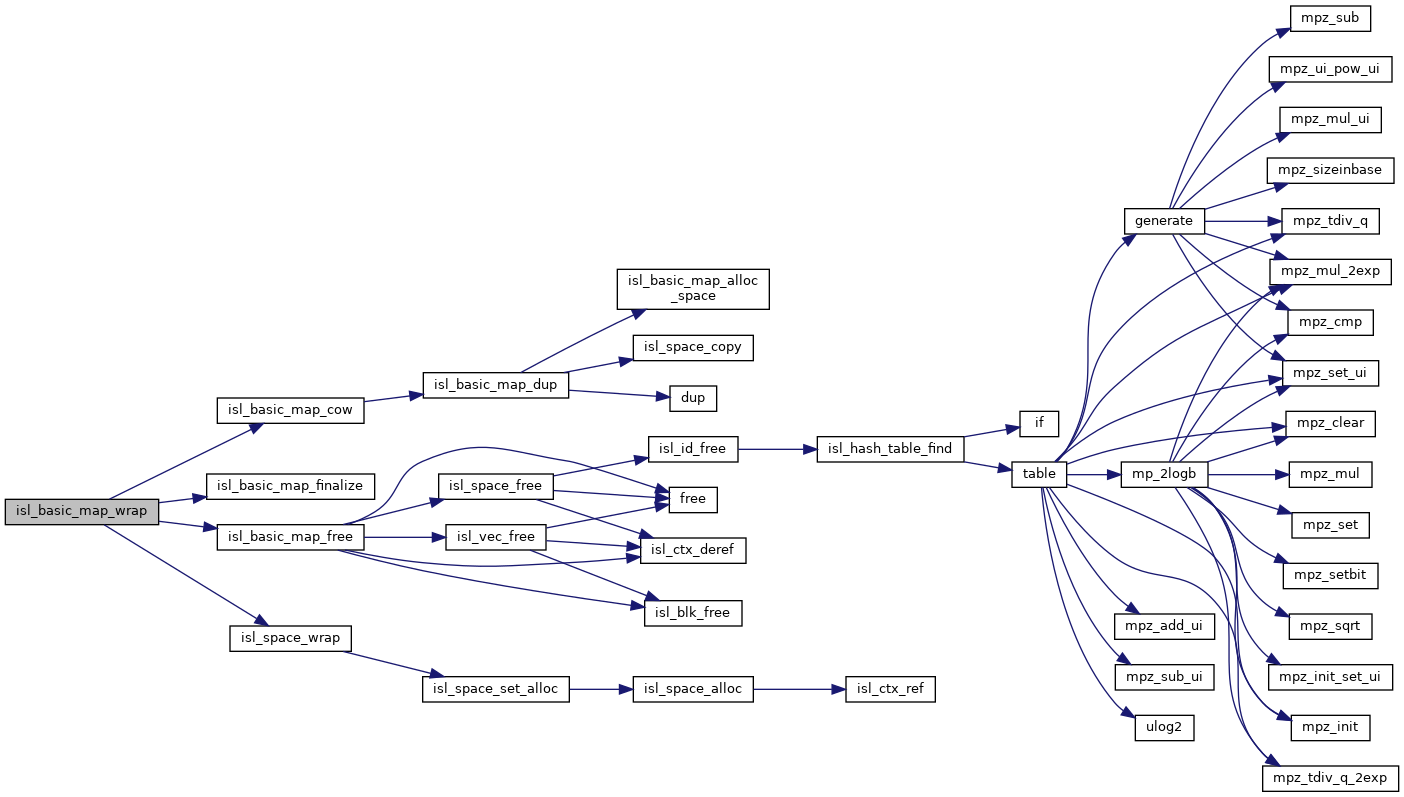 mpz_sub
mpz_ui_pow_ui
mpz_mul_ui
mpz_sizeinbase
generate
mpz_tdiv_q
mpz_mul_2exp
isl_basic_map_alloc
_space
mpz_cmp
isl_space_copy
mpz_set_ui
isl_basic_map_dup
dup
isl_basic_map_cow
if
mpz_clear
isl_id_free
isl_hash_table_find
table
mp_2logb
mpz_mul
isl_basic_map_finalize
isl_space_free
free
isl_basic_map_wrap
mpz_set
isl_basic_map_free
isl_vec_free
isl_ctx_deref
mpz_setbit
isl_blk_free
mpz_add_ui
mpz_sqrt
isl_space_wrap
mpz_sub_ui
mpz_init_set_ui
isl_space_set_alloc
isl_space_alloc
isl_ctx_ref
ulog2
mpz_init
mpz_tdiv_q_2exp